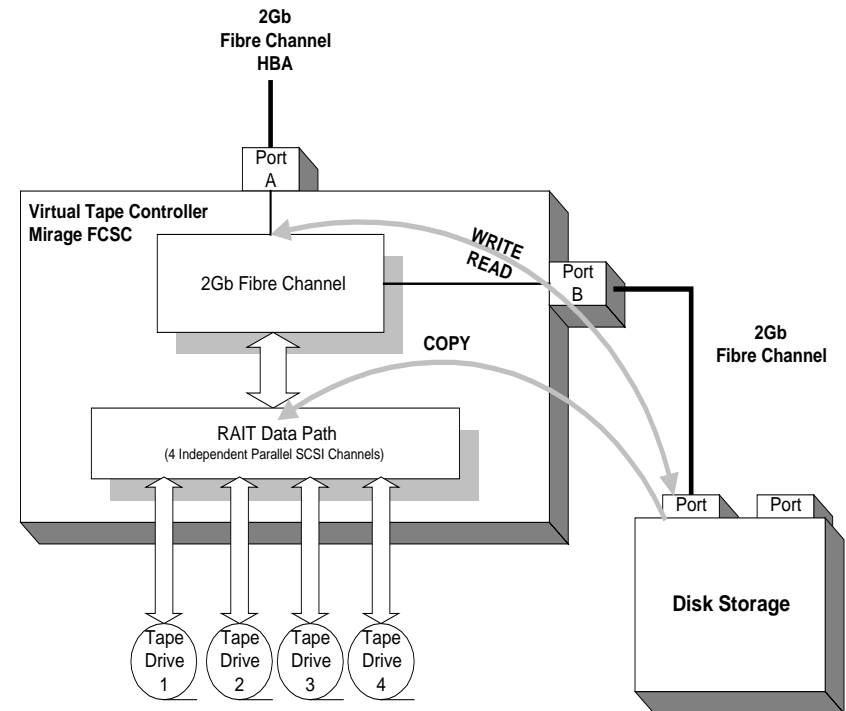 2Gb
Fibre Channel
HBA
Port
A
Virtual Tape Controller
Mirage FCSC
WRITE
READ
2Gb Fibre Channel
Port
B
2Gb
Fibre Channel
COPY
RAIT Data Path
(4 Independent Parallel SCSI Channels)
Port
Port
Disk Storage
Tape
Drive
1
Tape
Drive
2
Tape
Drive
3
Tape
Drive
4